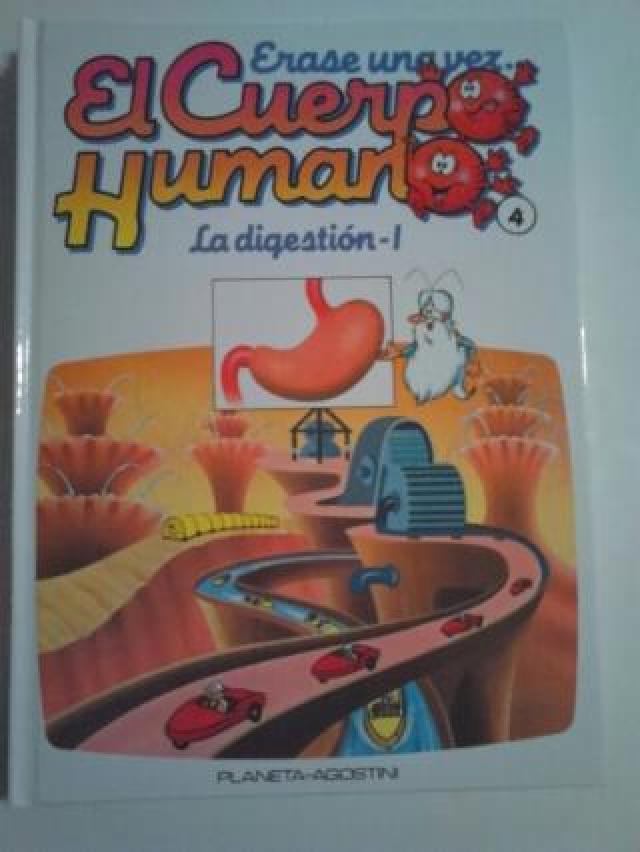 Erase una vez...
El Cuerpo
Humano
4
La digestión-1
PLANETA-AGOSTINI